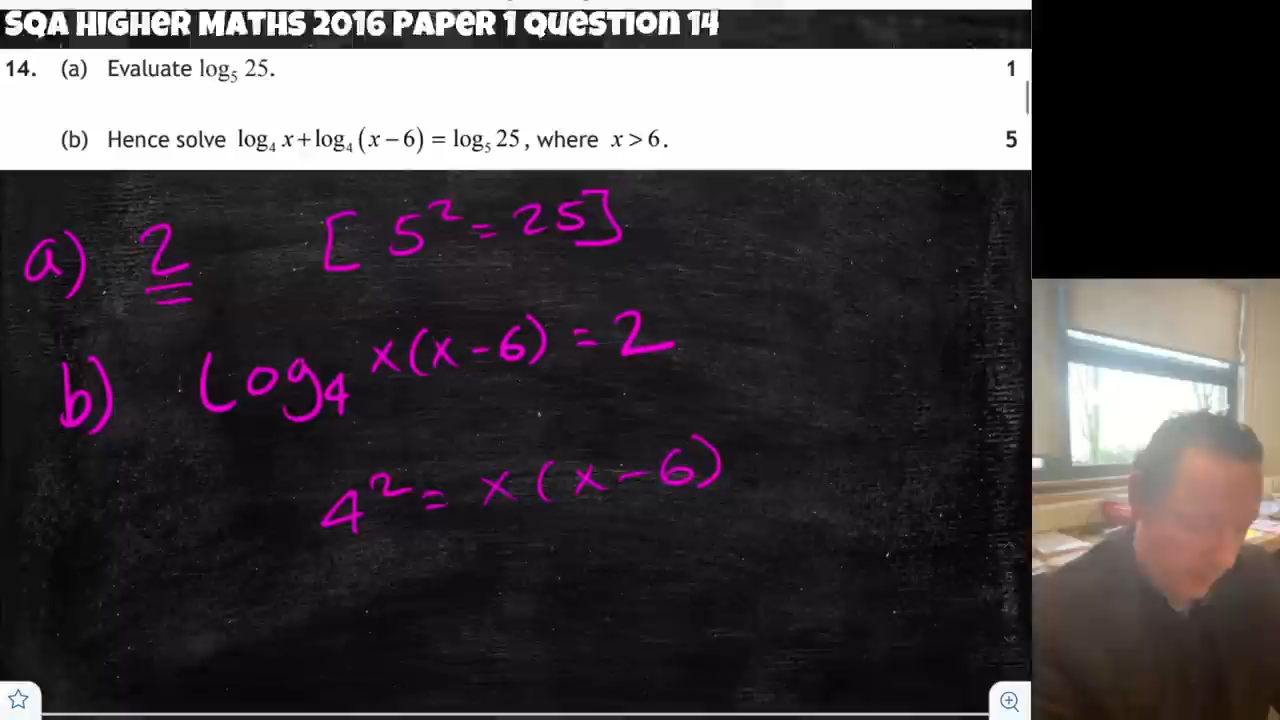 SQA HIGHER MATHS 2016 PAPER 1 QUESTION 14
14. (a) Evaluate log₅ 25. 1
(b) Hence solve log₄ x + log₄ (x − 6) = log₅ 25, where x > 6. 5
a) 2 [ 5² = 25 ]
b) log₄ x(x − 6) = 2
4² = x (x − 6)